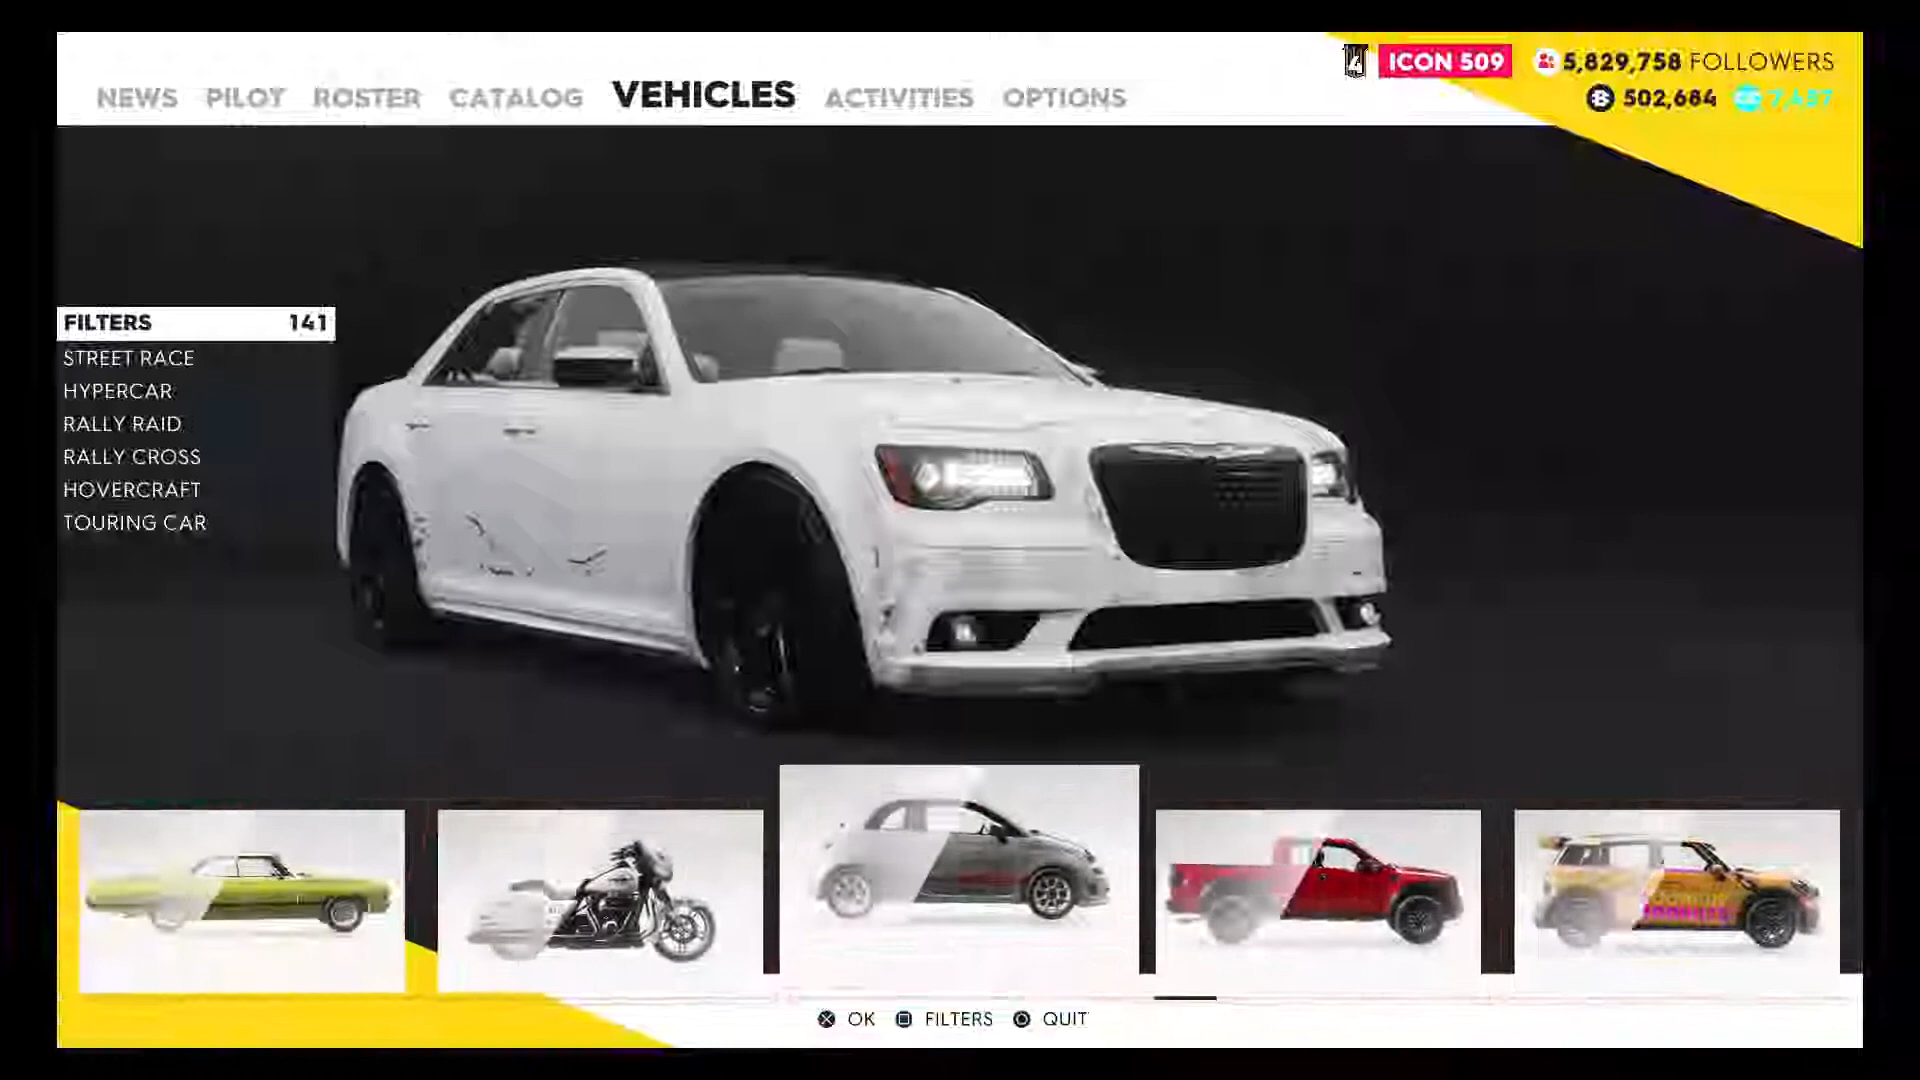 ICON 509 5,829,758 FOLLOWERS
NEWS PILOT ROSTER CATALOG VEHICLES ACTIVITIES OPTIONS
502,684
FILTERS 141
STREET RACE
HYPERCAR
RALLY RAID
RALLY CROSS
HOVERCRAFT
TOURING CAR
OK FILTERS QUIT